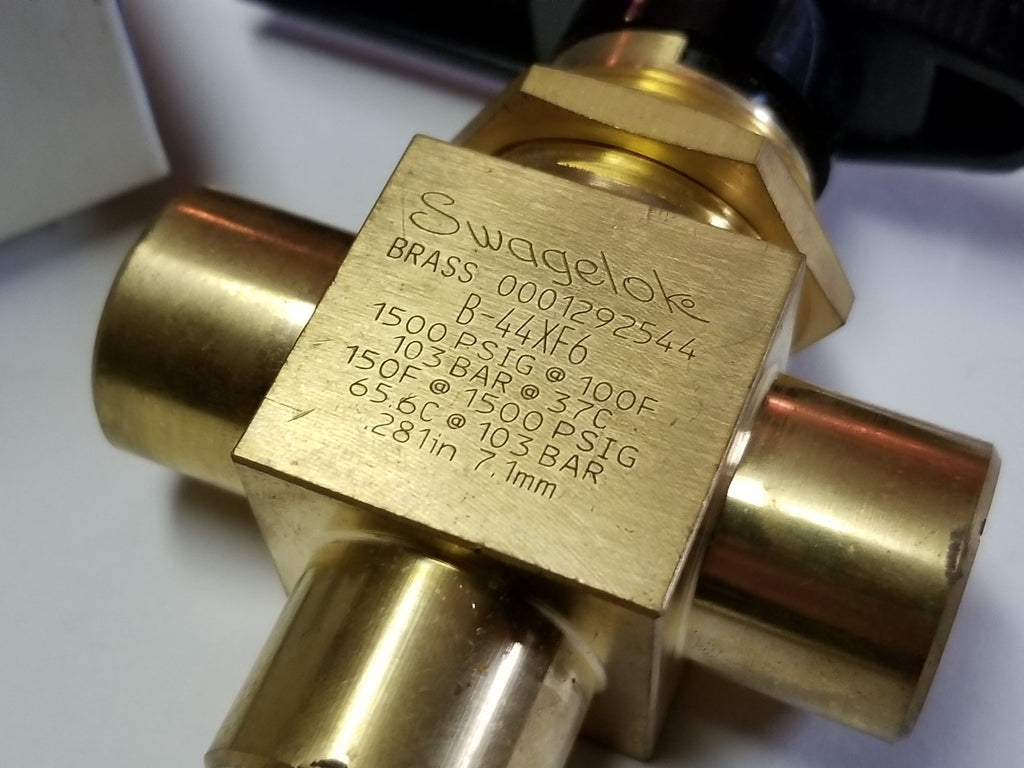 Swagelok
BRASS 0001292544
B-44XF6
1500 PSIG @ 100F
103 BAR @ 37C
150F @ 1500 PSIG
65.6C @ 103 BAR
.281in 7.1mm